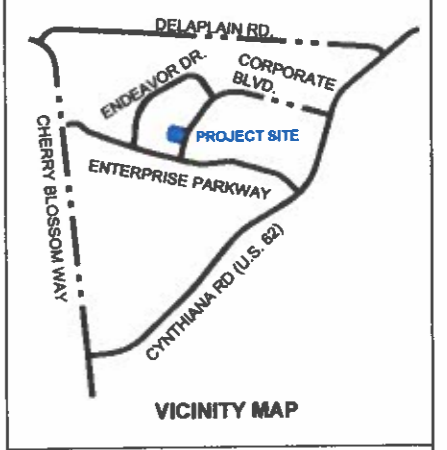 DELAPLAIN RD.
ENDEAVOR DR.
CORPORATE
BLVD.
PROJECT SITE
CHERRY BLOSSOM WAY
ENTERPRISE PARKWAY
CYNTHIANA RD (U.S. 62)
VICINITY MAP